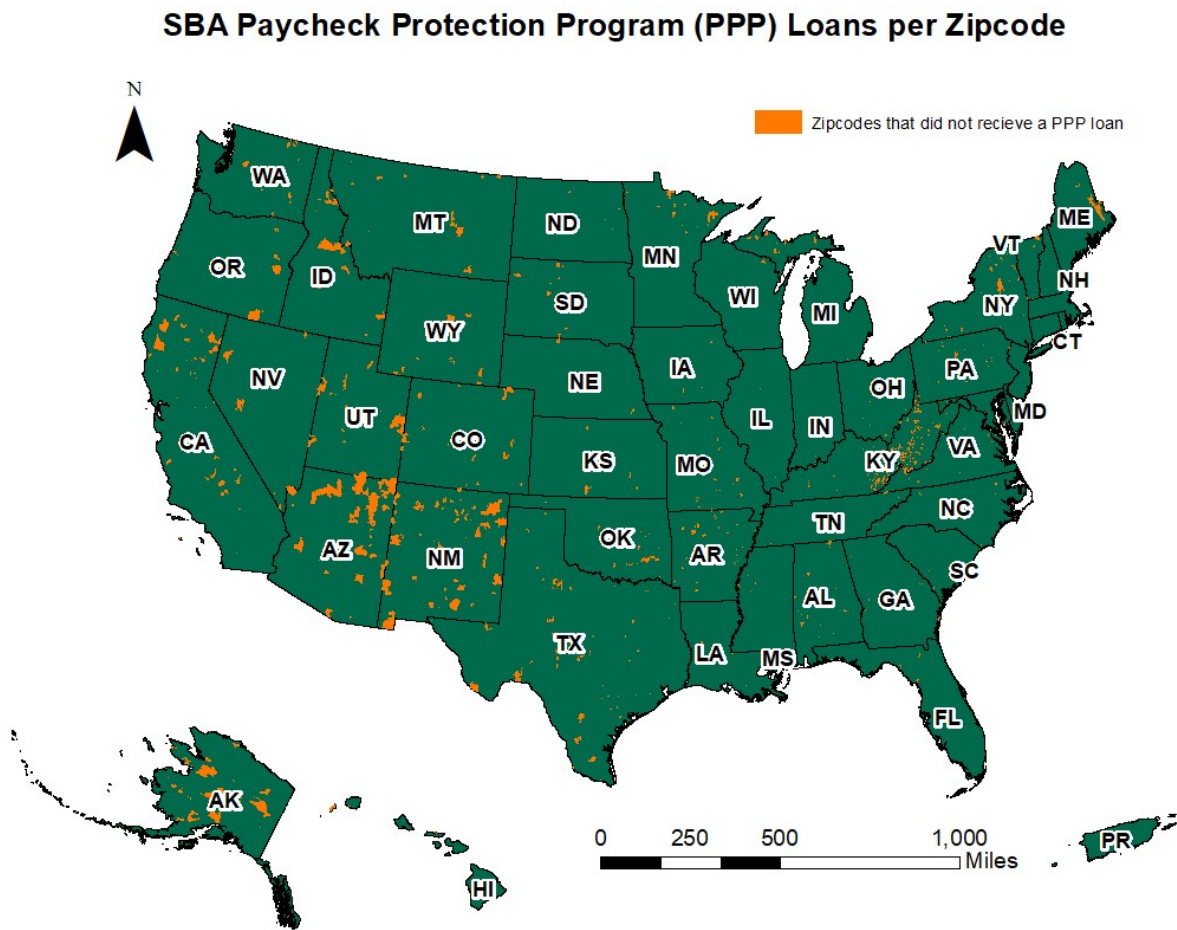 SBA Paycheck Protection Program (PPP) Loans per Zipcode
N
Zipcodes that did not recieve a PPP loan
WA
MT
ND
MN
ME
VT
OR
ID
SD
WI
MI
NH
NY
WY
CT
IA
PA
NV
NE
OH
UT
IL
IN
MD
CA
CO
KS
MO
KY
VA
AZ
NM
OK
AR
TN
NC
SC
AL
GA
TX
LA
MS
FL
AK
HI
PR
0 250 500 1,000
Miles